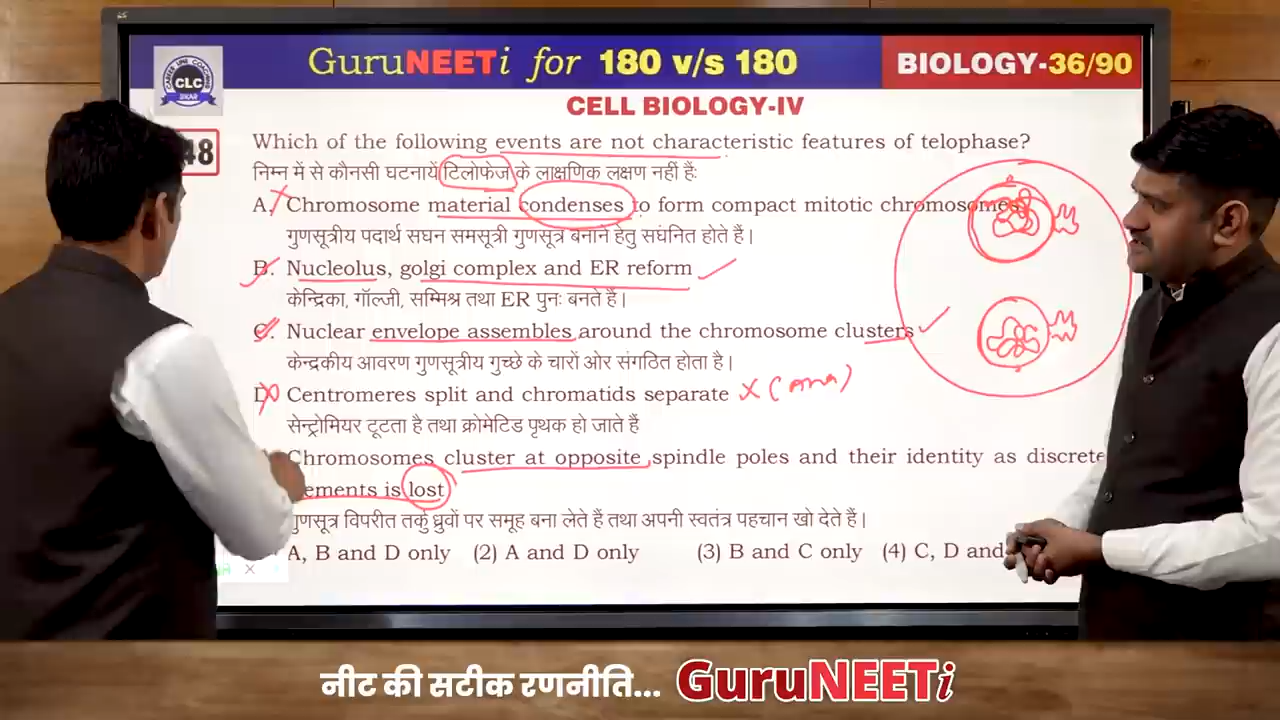 GuruNEETi for 180 v/s 180
BIOLOGY-36/90
CLC
SIKAR
CELL BIOLOGY-IV
48
Which of the following events are not characteristic features of telophase?
निम्न में से कौनसी घटनायें टिलोफेज के लाक्षणिक लक्षण नहीं हैः
A. Chromosome material condenses to form compact mitotic chromosomes
गुणसूत्रीय पदार्थ सघन समसूत्री गुणसूत्र बनाने हेतु संघनित होते हैं।
B. Nucleolus, golgi complex and ER reform
केन्द्रिका, गॉल्जी, सम्मिश्र तथा ER पुनः बनते हैं।
C. Nuclear envelope assembles around the chromosome clusters
केन्द्रकीय आवरण गुणसूत्रीय गुच्छे के चारों ओर संगठित होता है।
D. Centromeres split and chromatids separate X (Ana)
सेन्ट्रोमियर टूटता है तथा क्रोमेटिड पृथक हो जाते हैं
Chromosomes cluster at opposite spindle poles and their identity as discrete
ements is lost
गुणसूत्र विपरीत तर्कु ध्रुवों पर समूह बना लेते हैं तथा अपनी स्वतंत्र पहचान खो देते हैं।
A, B and D only (2) A and D only (3) B and C only (4) C, D and
नीट की सटीक रणनीति... GuruNEETi